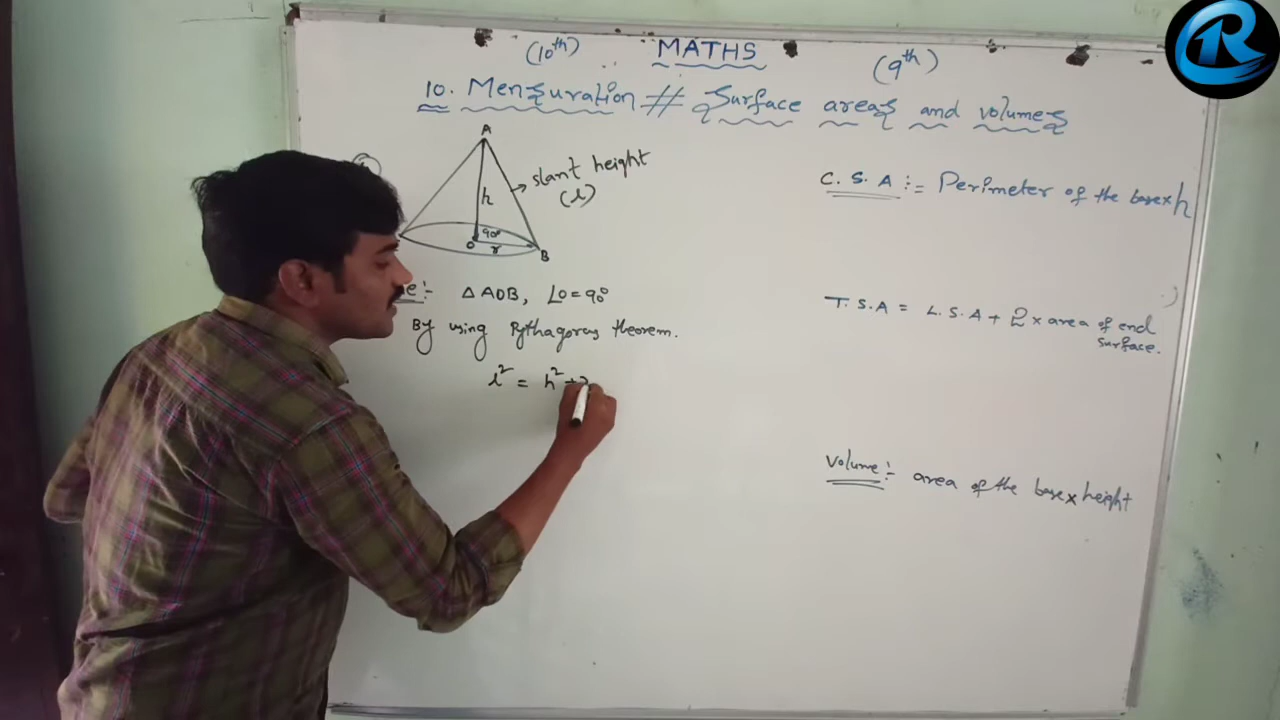 (10th) MATHS (9th)
10. Mensuration // Surface areas and volumes
A
h
slant height
(l)
90°
O
r
B
C.S.A :- = Perimeter of the base × h
:- △AOB, ∠O = 90°
By using Pythagoras theorem.
l² = h² +
T.S.A = L.S.A + 2 × area of end
surface.
Volume :- area of the base × height
R